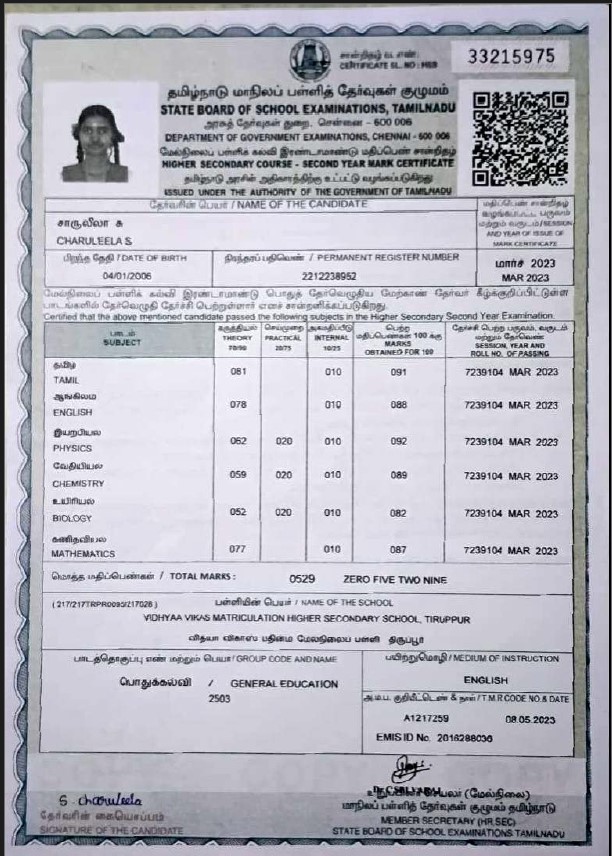 சான்றிதழ் வ. எண்:
CERTIFICATE SL. NO : HSB
33215975
தமிழ்நாடு மாநிலப் பள்ளித் தேர்வுகள் குழுமம்
STATE BOARD OF SCHOOL EXAMINATIONS, TAMILNADU
அரசுத் தேர்வுகள் துறை, சென்னை - 600 006
DEPARTMENT OF GOVERNMENT EXAMINATIONS, CHENNAI - 600 006
மேல்நிலைப் பள்ளிக் கல்வி இரண்டாமாண்டு மதிப்பெண் சான்றிதழ்
HIGHER SECONDARY COURSE - SECOND YEAR MARK CERTIFICATE
தமிழ்நாடு அரசின் அதிகாரத்திற்கு உட்பட்டு வழங்கப்படுகிறது
ISSUED UNDER THE AUTHORITY OF THE GOVERNMENT OF TAMILNADU
தேர்வரின் பெயர் / NAME OF THE CANDIDATE
மதிப்பெண் சான்றிதழ்
வழங்கப்பட்ட பருவம்
மற்றும் வருடம் / SESSION
AND YEAR OF ISSUE OF
MARK CERTIFICATE
சாருலீலா சு
CHARULEELA S
பிறந்த தேதி / DATE OF BIRTH
நிரந்தரப் பதிவெண் / PERMANENT REGISTER NUMBER
மார்ச் 2023
04/01/2006
2212238952
MAR 2023
மேல்நிலைப் பள்ளிக் கல்வி இரண்டாமாண்டு பொதுத் தேர்வெழுதிய மேற்காண் தேர்வர் கீழ்க்குறிப்பிட்டுள்ள
பாடங்களில் தேர்வெழுதி தேர்ச்சி பெற்றுள்ளார் எனச் சான்றளிக்கப்படுகிறது.
Certified that the above mentioned candidate passed the following subjects in the Higher Secondary Second Year Examination.
பாடம்
SUBJECT
கருத்தியல்
THEORY
70/90
செய்முறை
PRACTICAL
20/75
அகமதிப்பீடு
INTERNAL
10/25
பெற்ற
மதிப்பெண்கள் 100 க்கு
MARKS
OBTAINED FOR 100
தேர்ச்சி பெற்ற பருவம், வருடம்
மற்றும் தேர்வெண்
SESSION, YEAR AND
ROLL NO. OF PASSING
தமிழ்
TAMIL 081 010 091 7239104 MAR 2023
ஆங்கிலம்
ENGLISH 078 010 088 7239104 MAR 2023
இயற்பியல்
PHYSICS 062 020 010 092 7239104 MAR 2023
வேதியியல்
CHEMISTRY 059 020 010 089 7239104 MAR 2023
உயிரியல்
BIOLOGY 052 020 010 082 7239104 MAR 2023
கணிதவியல்
MATHEMATICS 077 010 087 7239104 MAR 2023
மொத்த மதிப்பெண்கள் / TOTAL MARKS : 0529 ZERO FIVE TWO NINE
பள்ளியின் பெயர் / NAME OF THE SCHOOL
VIDHYAA VIKAS MATRICULATION HIGHER SECONDARY SCHOOL, TIRUPPUR
வித்யா விகாஸ் பதின்ம மேல்நிலைப் பள்ளி திருப்பூர்
பாடத்தொகுப்பு எண் மற்றும் பெயர் / GROUP CODE AND NAME
பயிற்றுமொழி / MEDIUM OF INSTRUCTION
பொதுக்கல்வி / GENERAL EDUCATION
2503
ENGLISH
அ.ம.ப. குறியீட்டெண் & நாள் / T.M.R CODE NO.& DATE
A1217259 08.05.2023
EMIS ID No. 2016288036
S. Charuleela
தேர்வரின் கையொப்பம்
SIGNATURE OF THE CANDIDATE
(மேல்நிலை)
மாநிலப் பள்ளித் தேர்வுகள் குழுமம் தமிழ்நாடு
MEMBER SECRETARY (HR.SEC)
STATE BOARD OF SCHOOL EXAMINATIONS TAMILNADU